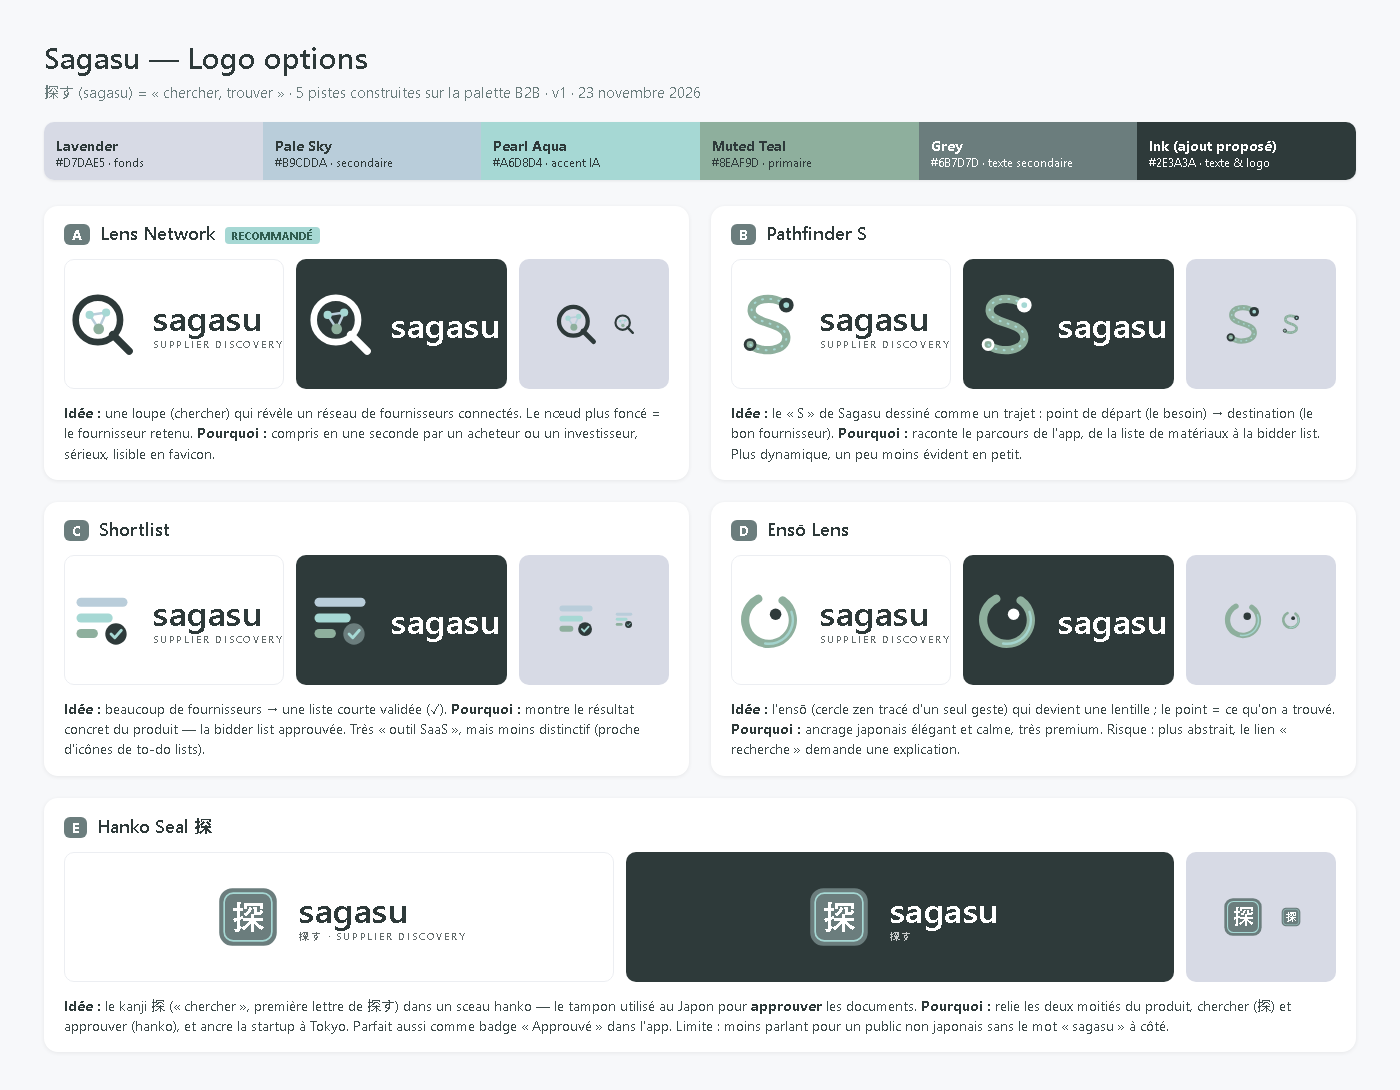 Sagasu — Logo options
探す (sagasu) = « chercher, trouver » · 5 pistes construites sur la palette B2B · v1 · 23 novembre 2026
Lavender
#D7DAE5 · fonds
Pale Sky
#B9CDDA · secondaire
Pearl Aqua
#A6D8D4 · accent IA
Muted Teal
#8EAF9D · primaire
Grey
#6B7D7D · texte secondaire
Ink (ajout proposé)
#2E3A3A · texte & logo
A Lens Network RECOMMANDÉ
sagasu
SUPPLIER DISCOVERY
sagasu
Idée : une loupe (chercher) qui révèle un réseau de fournisseurs connectés. Le nœud plus foncé =
le fournisseur retenu. Pourquoi : compris en une seconde par un acheteur ou un investisseur,
sérieux, lisible en favicon.
B Pathfinder S
sagasu
SUPPLIER DISCOVERY
sagasu
Idée : le « S » de Sagasu dessiné comme un trajet : point de départ (le besoin) → destination (le
bon fournisseur). Pourquoi : raconte le parcours de l'app, de la liste de matériaux à la bidder list.
Plus dynamique, un peu moins évident en petit.
C Shortlist
sagasu
SUPPLIER DISCOVERY
sagasu
Idée : beaucoup de fournisseurs → une liste courte validée (✓). Pourquoi : montre le résultat
concret du produit — la bidder list approuvée. Très « outil SaaS », mais moins distinctif (proche
d'icônes de to-do lists).
D Ensō Lens
sagasu
SUPPLIER DISCOVERY
sagasu
Idée : l'ensō (cercle zen tracé d'un seul geste) qui devient une lentille ; le point = ce qu'on a trouvé.
Pourquoi : ancrage japonais élégant et calme, très premium. Risque : plus abstrait, le lien «
recherche » demande une explication.
E Hanko Seal 探
探
sagasu
探す · SUPPLIER DISCOVERY
探
sagasu
探す
探
探
Idée : le kanji 探 (« chercher », première lettre de 探す) dans un sceau hanko — le tampon utilisé au Japon pour approuver les documents. Pourquoi : relie les deux moitiés du produit, chercher (探) et
approuver (hanko), et ancre la startup à Tokyo. Parfait aussi comme badge « Approuvé » dans l'app. Limite : moins parlant pour un public non japonais sans le mot « sagasu » à côté.